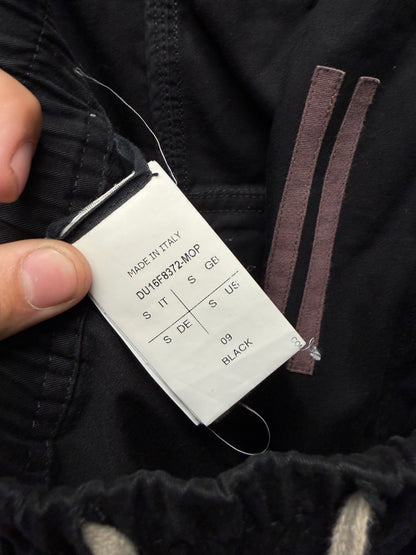 MADE IN ITALY
DU16F8372-MOP
S IT S GB
S DE S US
09
BLACK